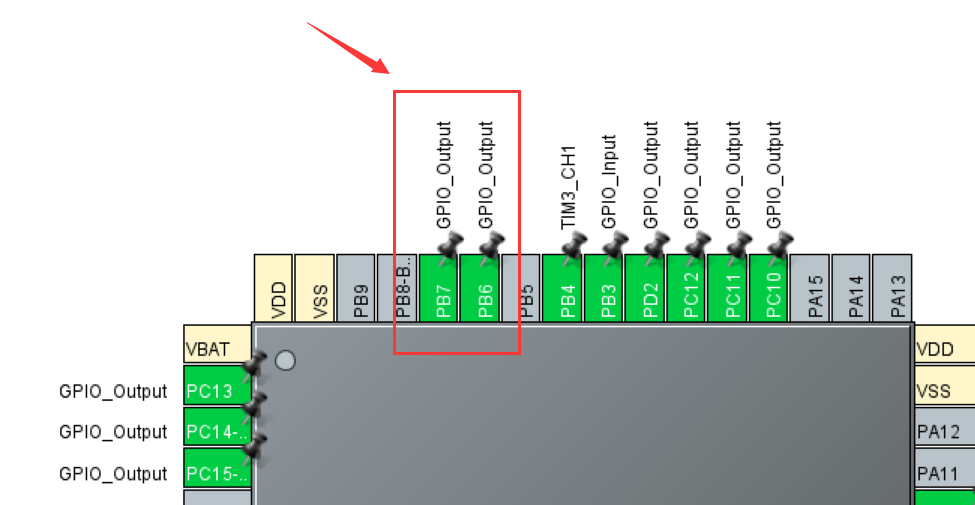 GPIO_Output
GPIO_Output
TIM3_CH1
GPIO_Input
GPIO_Output
GPIO_Output
GPIO_Output
GPIO_Output
VDD
VSS
PB9
PB8-B..
PB7
PB6
PB5
PB4
PB3
PD2
PC12
PC11
PC10
PA15
PA14
PA13
VBAT
VDD
GPIO_Output PC13
VSS
GPIO_Output PC14-..
PA12
GPIO_Output PC15-..
PA11